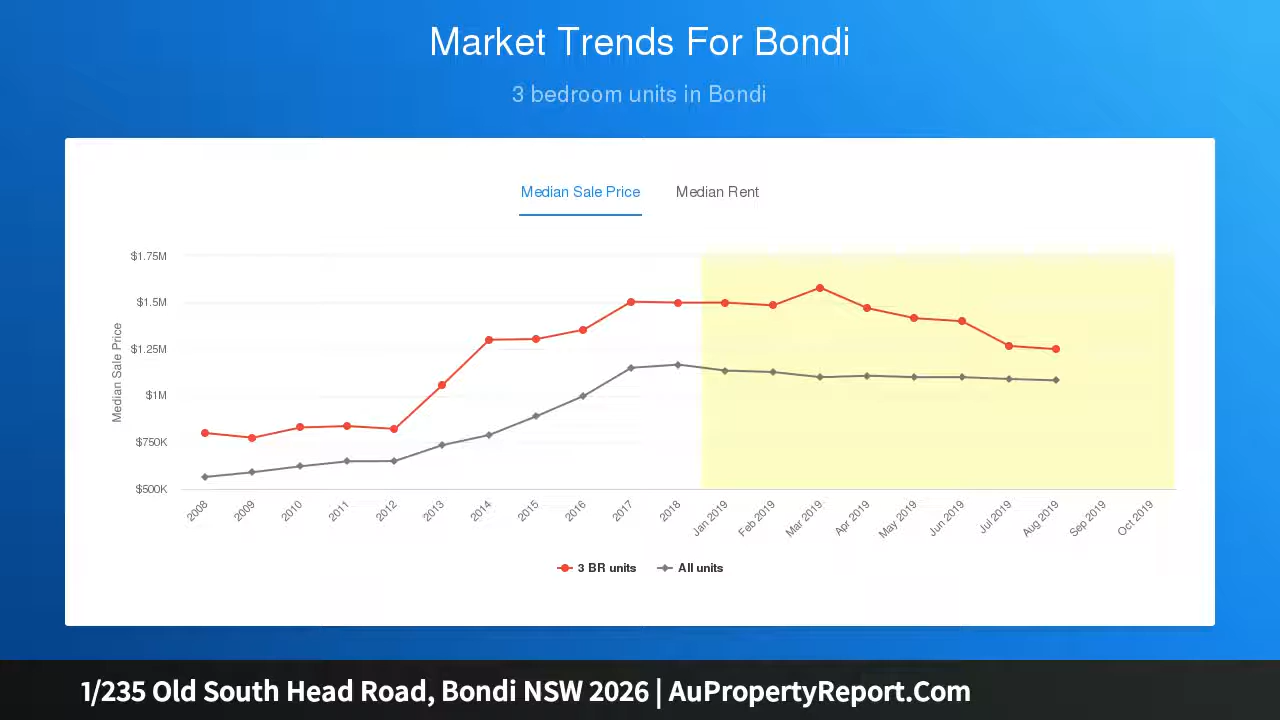 Market Trends For Bondi
3 bedroom units in Bondi
Median Sale Price Median Rent
$1.75M
$1.5M
$1.25M
$1M
$750K
$500K
Median Sale Price
2008 2009 2010 2011 2012 2013 2014 2015 2016 2017 2018 Jan 2019 Feb 2019 Mar 2019 Apr 2019 May 2019 Jun 2019 Jul 2019 Aug 2019 Sep 2019 Oct 2019
3 BR units All units
1/235 Old South Head Road, Bondi NSW 2026 | AuPropertyReport.Com